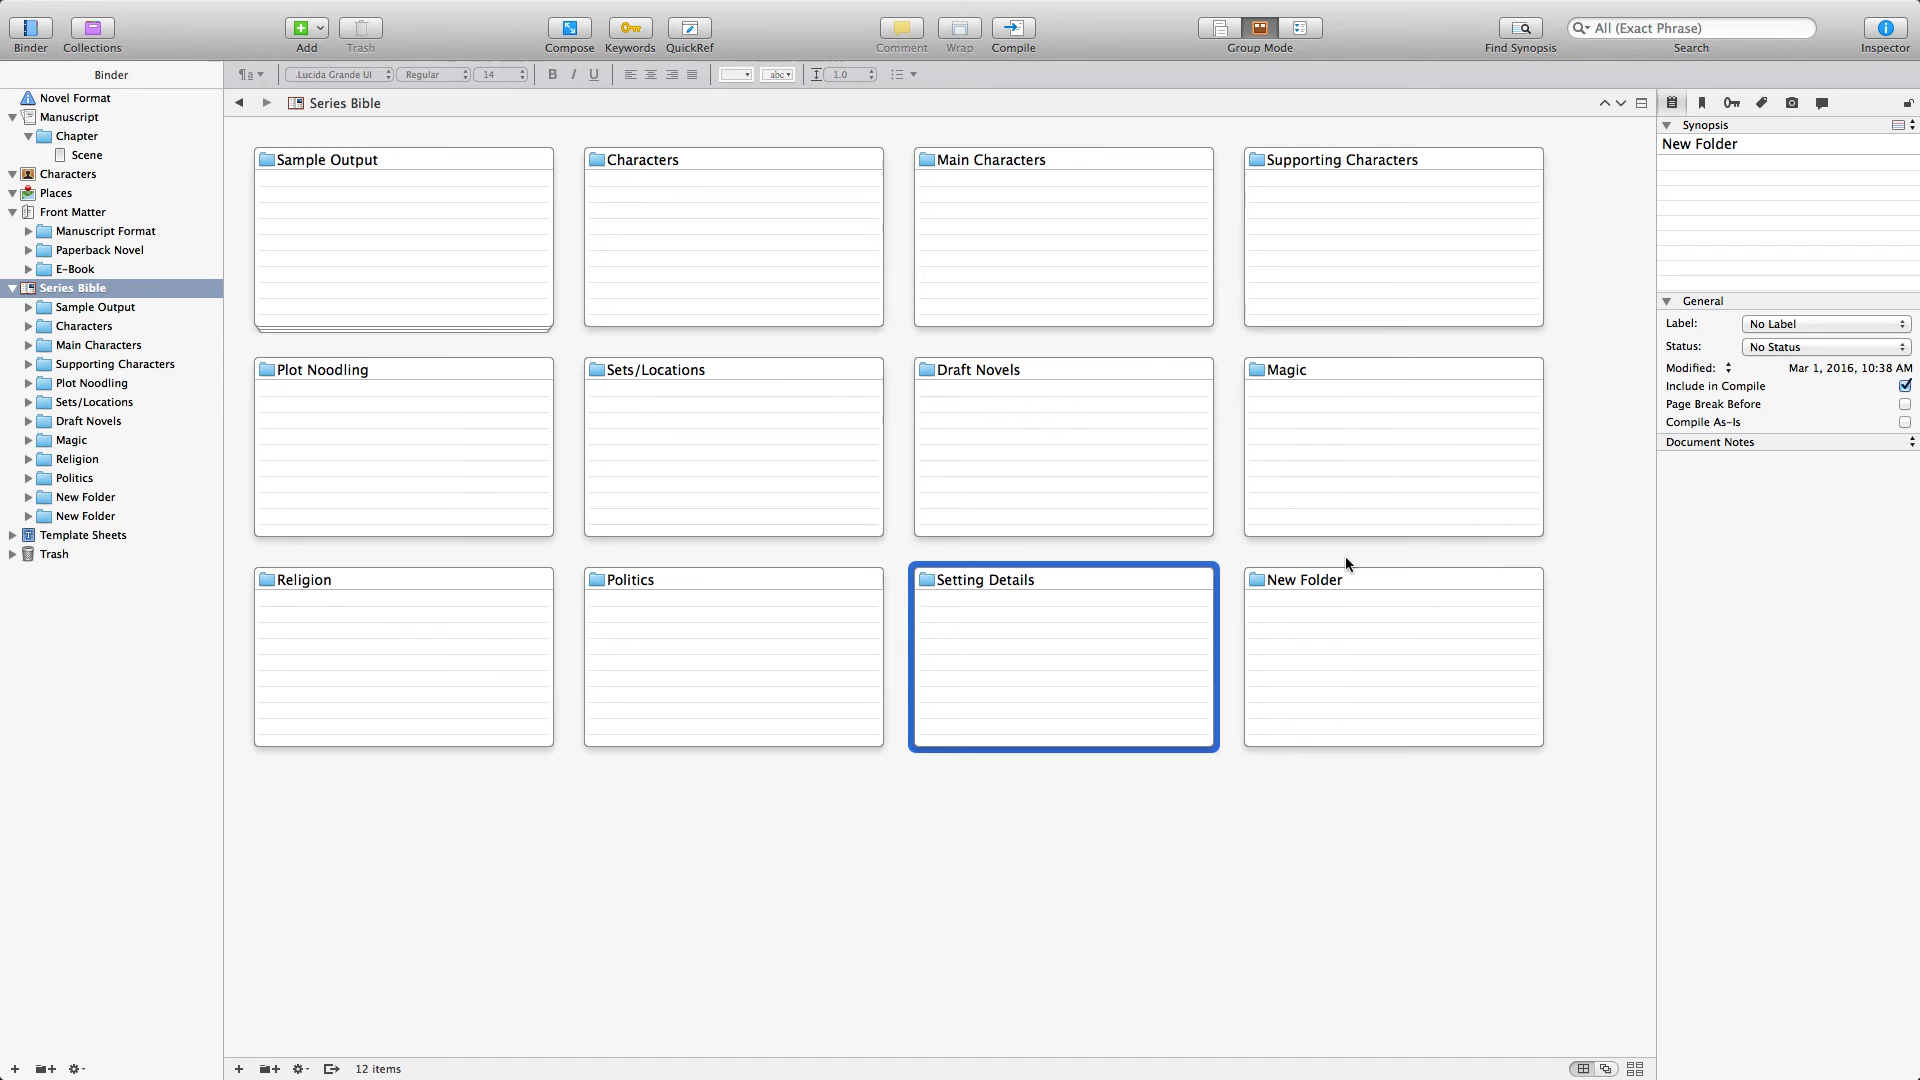 Binder
Collections
Add
Trash
Compose
Keywords
QuickRef
Comment
Wrap
Compile
Group Mode
Find Synopsis
All (Exact Phrase)
Search
Inspector
Binder
¶a
.Lucida Grande UI
Regular
14
B
I
U
abc
1.0
Novel Format
Manuscript
Chapter
Scene
Characters
Places
Front Matter
Manuscript Format
Paperback Novel
E-Book
Series Bible
Sample Output
Characters
Main Characters
Supporting Characters
Plot Noodling
Sets/Locations
Draft Novels
Magic
Religion
Politics
New Folder
New Folder
Template Sheets
Trash
Series Bible
Sample Output
Characters
Main Characters
Supporting Characters
Plot Noodling
Sets/Locations
Draft Novels
Magic
Religion
Politics
Setting Details
New Folder
12 items
Synopsis
New Folder
General
Label:
No Label
Status:
No Status
Modified:
Mar 1, 2016, 10:38 AM
Include in Compile
Page Break Before
Compile As-Is
Document Notes